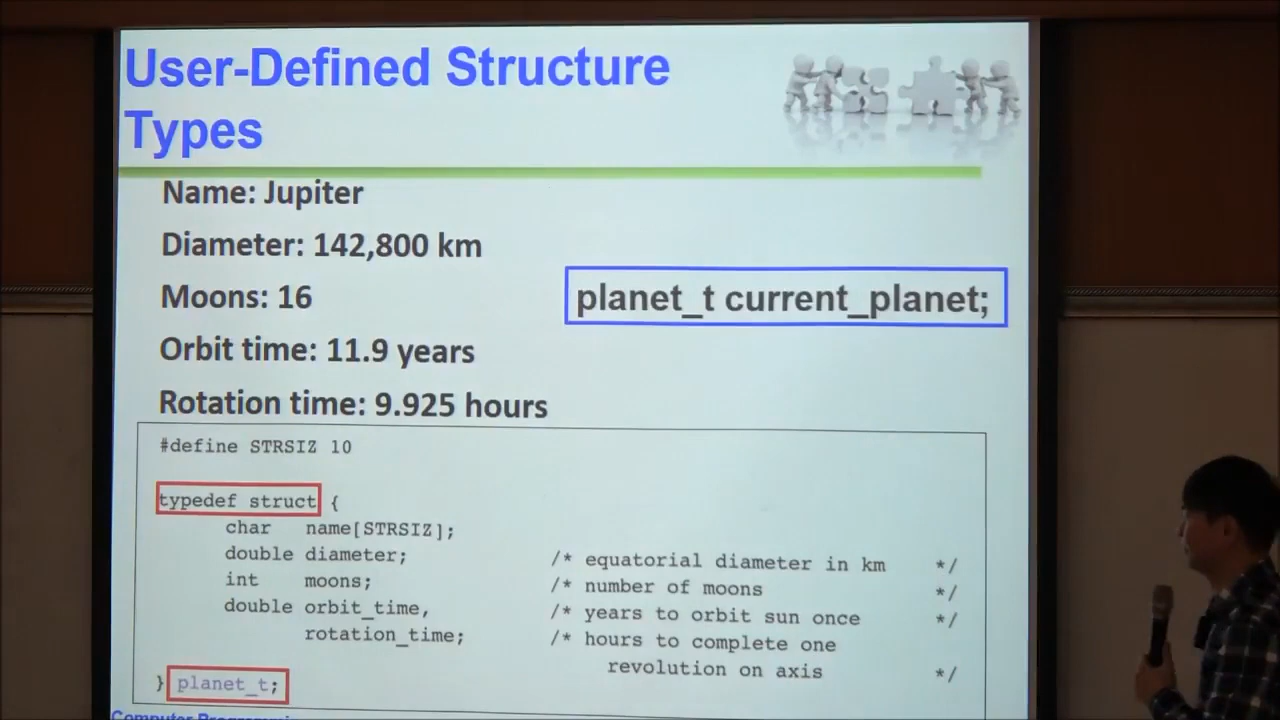 User-Defined Structure
Types
Name: Jupiter
Diameter: 142,800 km
Moons: 16
planet_t current_planet;
Orbit time: 11.9 years
Rotation time: 9.925 hours
#define STRSIZ 10
typedef struct {
char name[STRSIZ];
double diameter; /* equatorial diameter in km */
int moons; /* number of moons */
double orbit_time, /* years to orbit sun once */
rotation_time; /* hours to complete one
revolution on axis */
} planet_t;
Computer